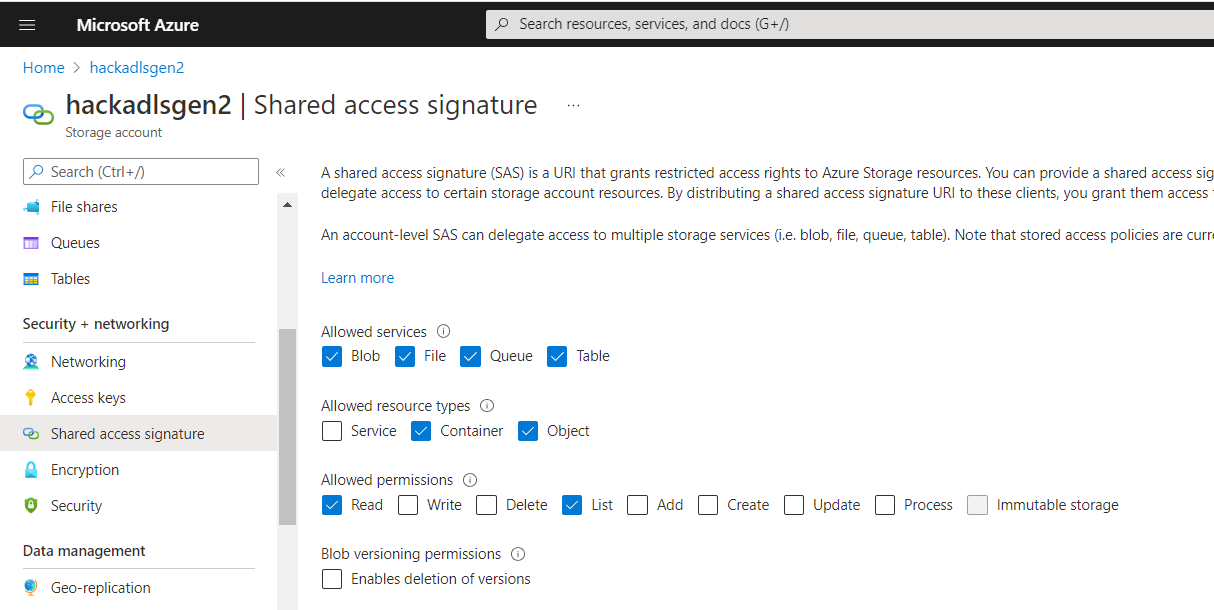 Microsoft Azure
Search resources, services, and docs (G+/)
Home > hackadlsgen2
hackadlsgen2 | Shared access signature ...
Storage account
Search (Ctrl+/)
«
File shares
Queues
Tables
Security + networking
Networking
Access keys
Shared access signature
Encryption
Security
Data management
Geo-replication
A shared access signature (SAS) is a URI that grants restricted access rights to Azure Storage resources. You can provide a shared access sig
delegate access to certain storage account resources. By distributing a shared access signature URI to these clients, you grant them access
An account-level SAS can delegate access to multiple storage services (i.e. blob, file, queue, table). Note that stored access policies are curre
Learn more
Allowed services
Blob File Queue Table
Allowed resource types
Service Container Object
Allowed permissions
Read Write Delete List Add Create Update Process Immutable storage
Blob versioning permissions
Enables deletion of versions